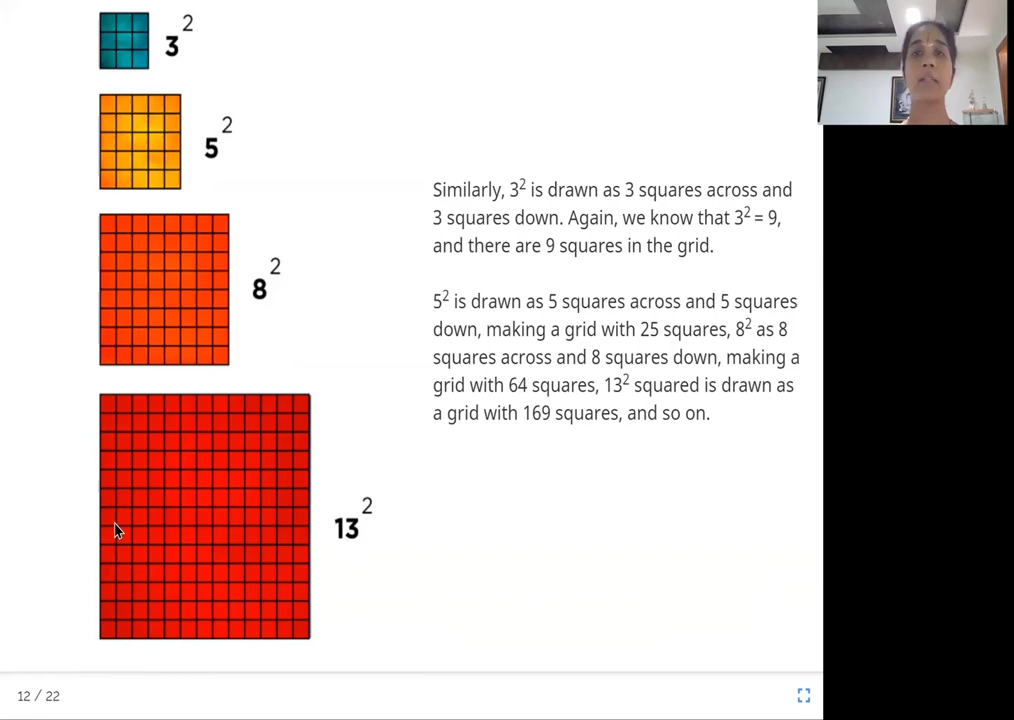 3²
5²
8²
13²
Similarly, 3² is drawn as 3 squares across and
3 squares down. Again, we know that 3² = 9,
and there are 9 squares in the grid.
5² is drawn as 5 squares across and 5 squares
down, making a grid with 25 squares, 8² as 8
squares across and 8 squares down, making a
grid with 64 squares, 13² squared is drawn as
a grid with 169 squares, and so on.
12 / 22